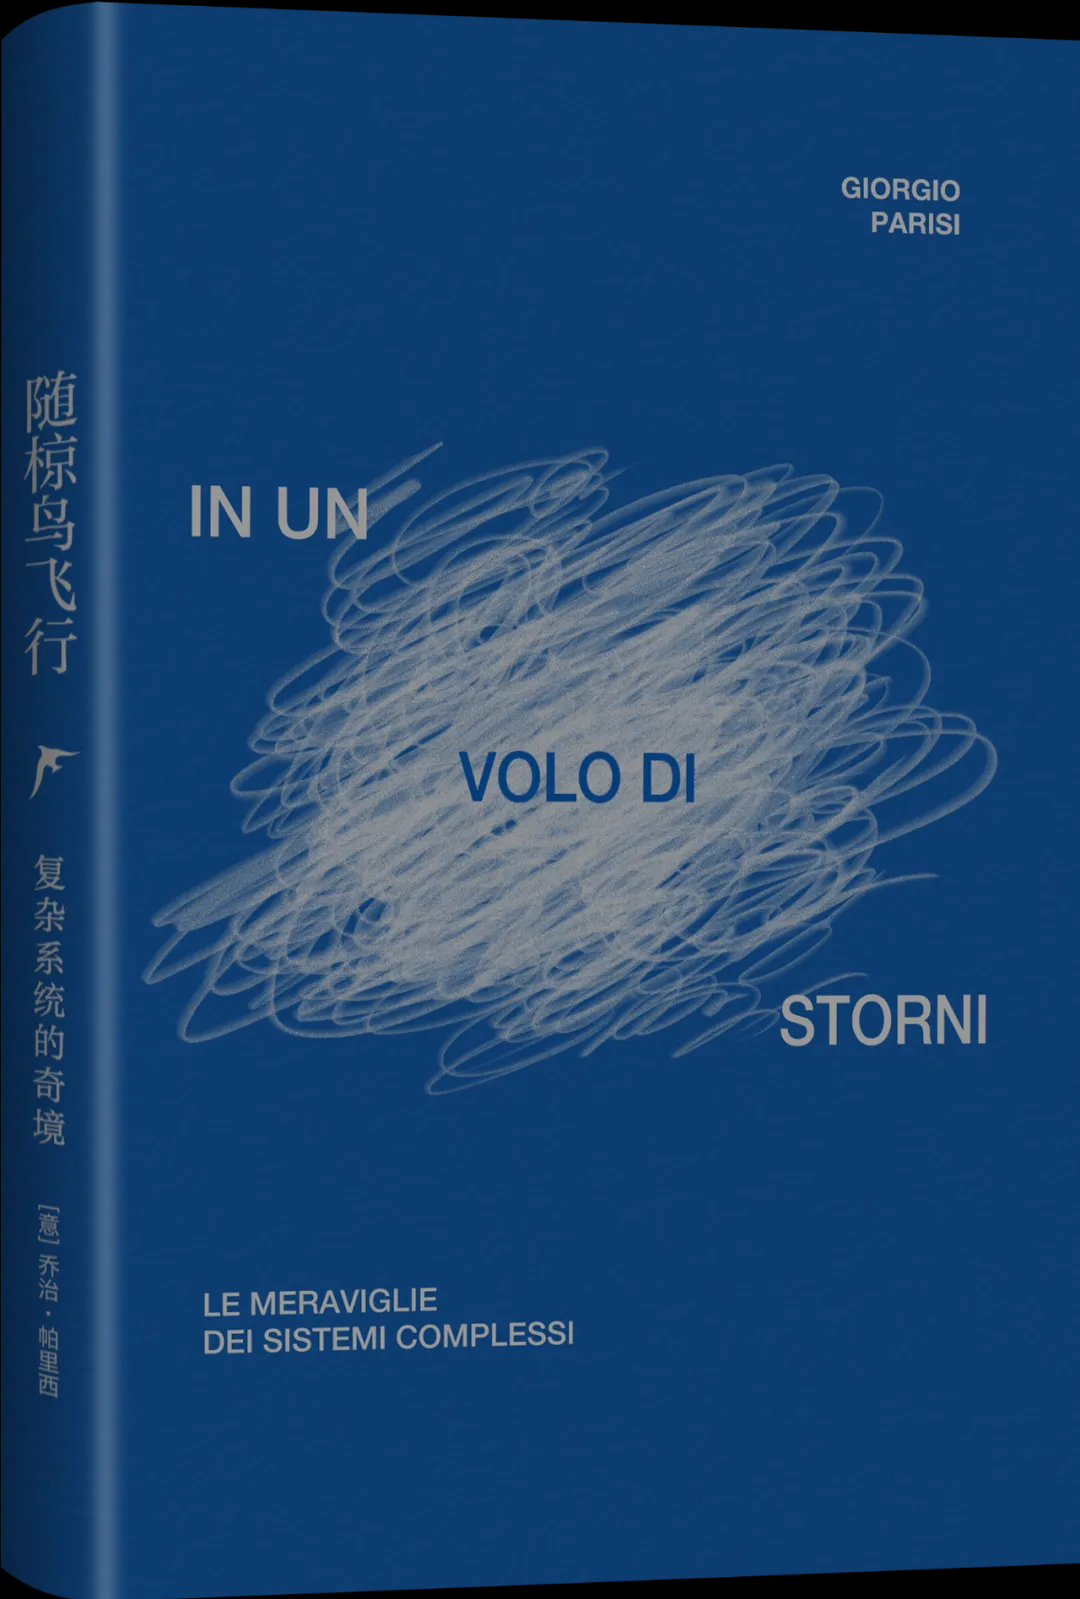 随椋鸟飞行
复杂系统的奇境
[意] 乔治·帕里西
GIORGIO
PARISI
IN UN
VOLO DI
STORNI
LE MERAVIGLIE
DEI SISTEMI COMPLESSI